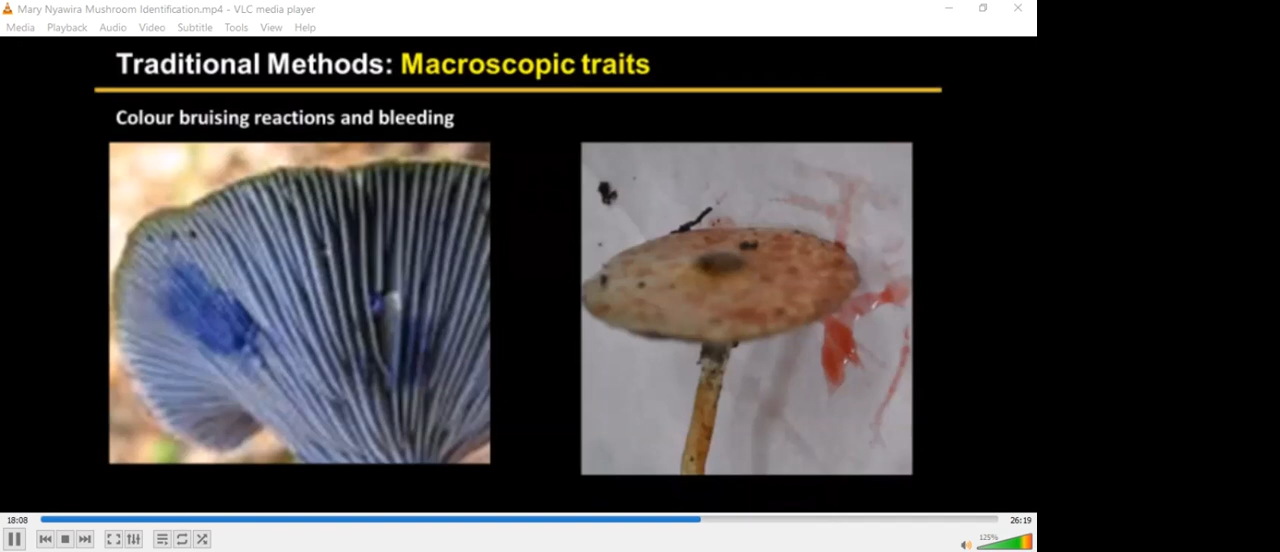 Mary Nyawira Mushroom Identification.mp4 - VLC media player
Media Playback Audio Video Subtitle Tools View Help
Traditional Methods: Macroscopic traits
Colour bruising reactions and bleeding
18:08
26:19
125%